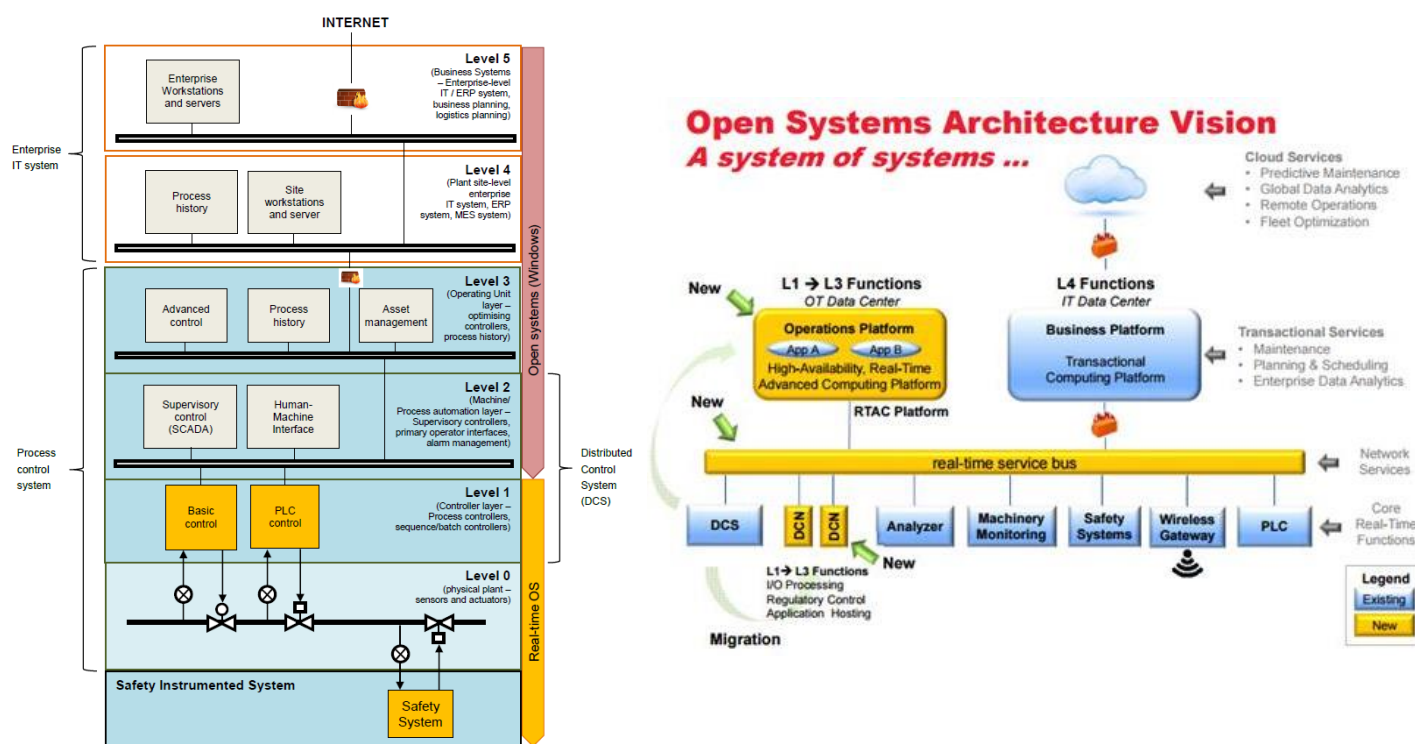 INTERNET
Level 5
(Business Systems
– Enterprise-level
IT / ERP system,
business planning,
logistics planning)
Enterprise
Workstations
and servers
Enterprise
IT system
Level 4
(Plant site-level
enterprise
IT system, ERP
system, MES system)
Process
history
Site
workstations
and server
Level 3
(Operating Unit
layer –
optimising
controllers,
process history)
Advanced
control
Process
history
Asset
management
Open systems (Windows)
Level 2
(Machine/
Process automation layer –
Supervisory controllers,
primary operator interfaces,
alarm management)
Supervisory
control
(SCADA)
Human-
Machine
Interface
Process
control
system
Distributed
Control
System
(DCS)
Level 1
(Controller layer –
Process controllers,
sequence/batch controllers)
Basic
control
PLC
control
Level 0
(physical plant –
sensors and actuators)
Real-time OS
Safety Instrumented System
Safety
System
Open Systems Architecture Vision
A system of systems ...
Cloud Services
• Predictive Maintenance
• Global Data Analytics
• Remote Operations
• Fleet Optimization
New
L1 → L3 Functions
OT Data Center
Operations Platform
App A
App B
High-Availability, Real-Time
Advanced Computing Platform
RTAC Platform
L4 Functions
IT Data Center
Business Platform
Transactional
Computing Platform
Transactional Services
• Maintenance
• Planning & Scheduling
• Enterprise Data Analytics
New
real-time service bus
Network
Services
DCS
DCN
DCN
Analyzer
Machinery
Monitoring
Safety
Systems
Wireless
Gateway
PLC
Core
Real-Time
Functions
New
L1→ L3 Functions
I/O Processing
Regulatory Control
Application Hosting
Migration
Legend
Existing
New